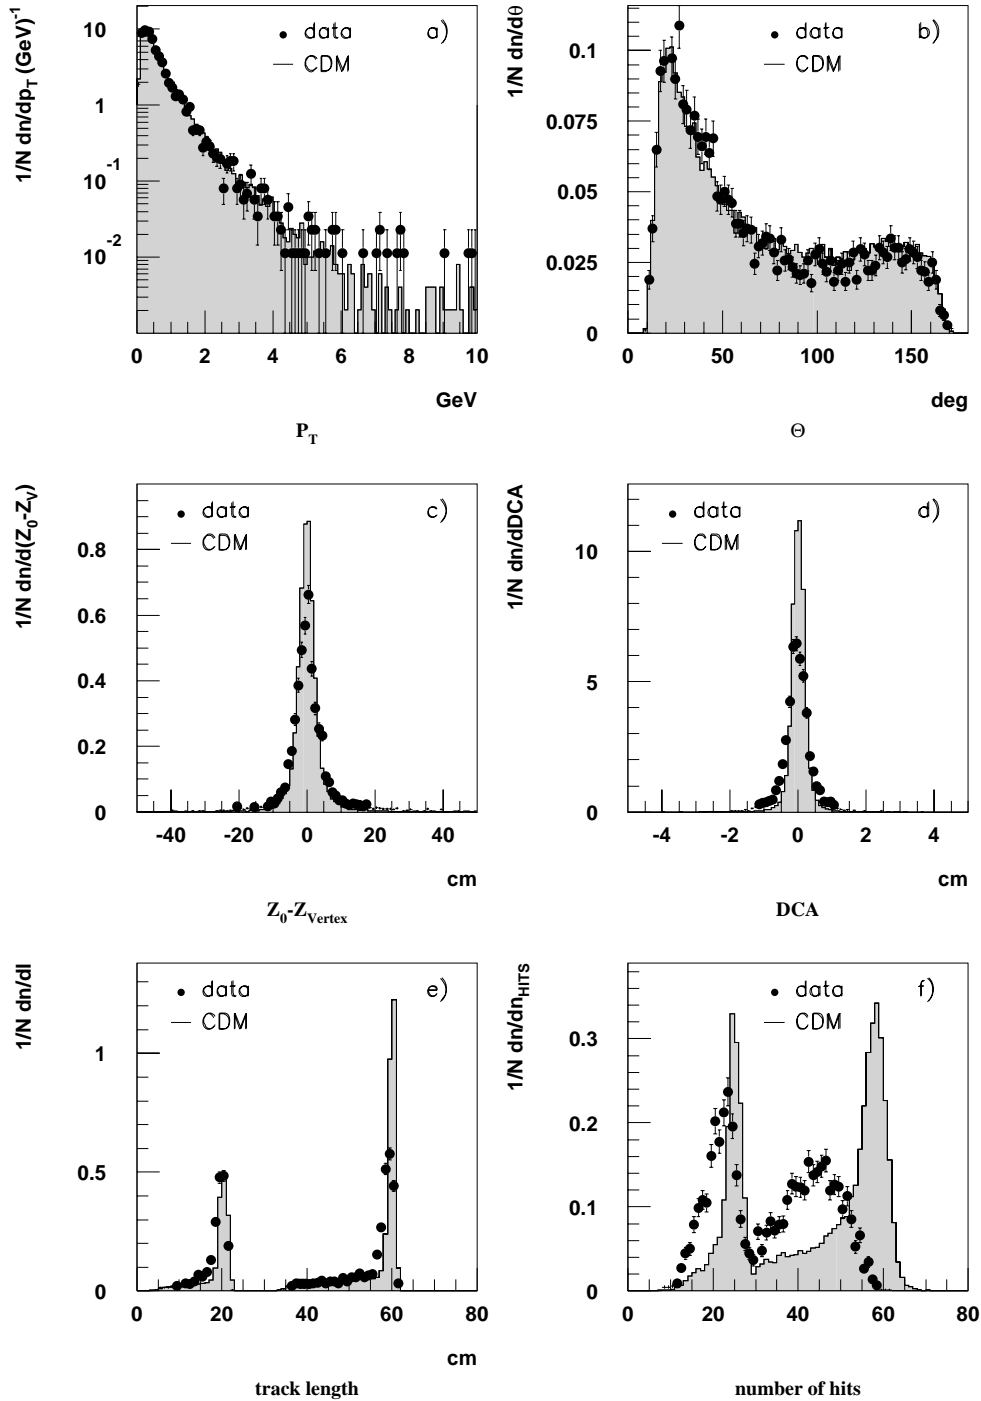 1/N dn/dp_T (GeV)^-1
10
1
10^-1
10^-2
data
CDM
a)
0 2 4 6 8 10
GeV
P_T
1/N dn/dθ
0.1
0.075
0.05
0.025
0
data
CDM
b)
0 50 100 150
deg
Θ
1/N dn/d(Z_0-Z_V)
0.8
0.6
0.4
0.2
0
data
CDM
c)
-40 -20 0 20 40
cm
Z_0-Z_Vertex
1/N dn/dDCA
10
5
0
data
CDM
d)
-4 -2 0 2 4
cm
DCA
1/N dn/dl
1
0.5
0
data
CDM
e)
0 20 40 60 80
cm
track length
1/N dn/dn_HITS
0.3
0.2
0.1
0
data
CDM
f)
0 20 40 60 80
number of hits